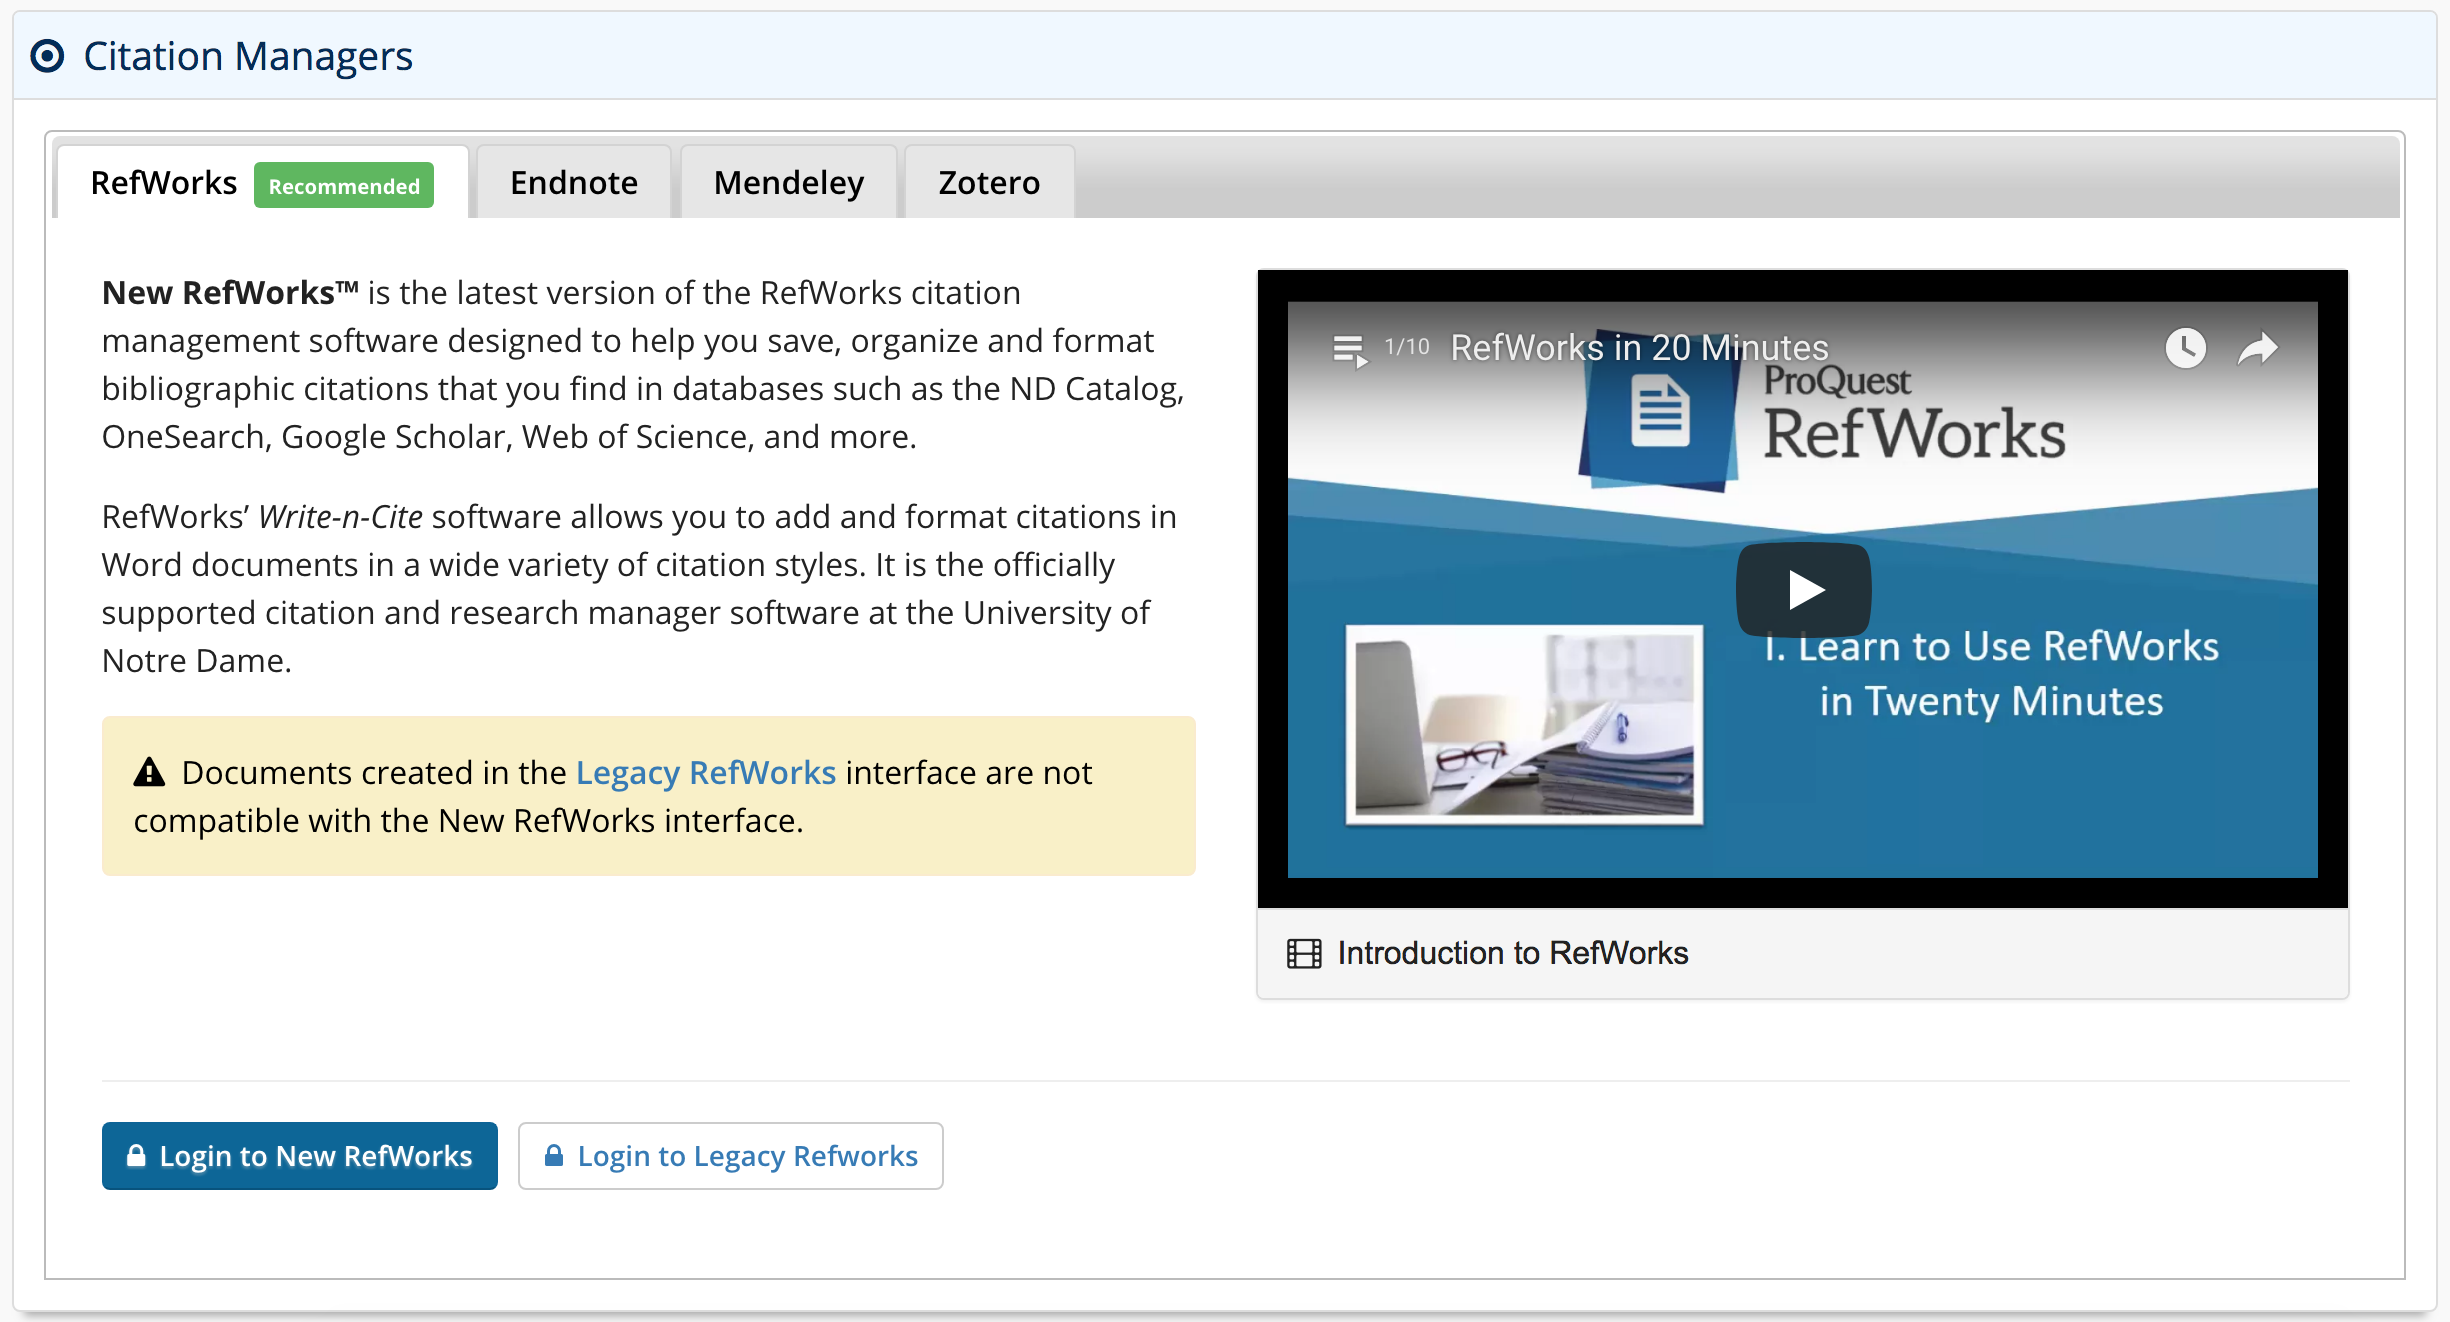 Citation Managers
RefWorks Recommended Endnote Mendeley Zotero
New RefWorks™ is the latest version of the RefWorks citation
management software designed to help you save, organize and format
bibliographic citations that you find in databases such as the ND Catalog,
OneSearch, Google Scholar, Web of Science, and more.
RefWorks’ Write-n-Cite software allows you to add and format citations in
Word documents in a wide variety of citation styles. It is the officially
supported citation and research manager software at the University of
Notre Dame.
Documents created in the Legacy RefWorks interface are not
compatible with the New RefWorks interface.
1/10 RefWorks in 20 Minutes
ProQuest
RefWorks
I. Learn to Use RefWorks
in Twenty Minutes
Introduction to RefWorks
Login to New RefWorks Login to Legacy Refworks